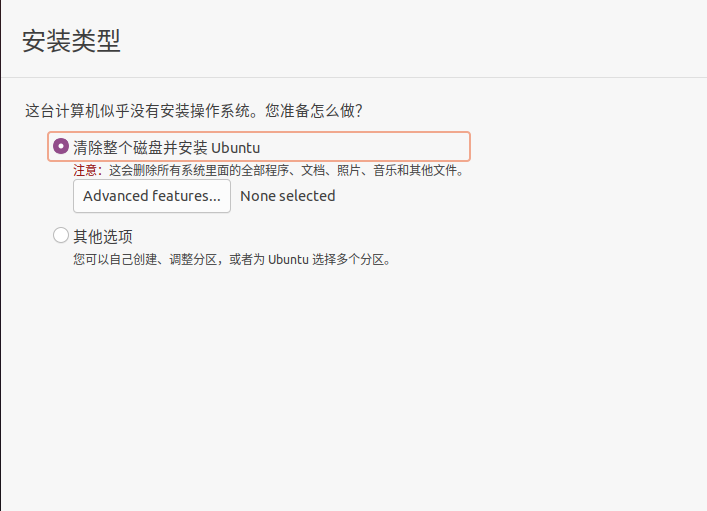 安装类型
这台计算机似乎没有安装操作系统。您准备怎么做？
清除整个磁盘并安装 Ubuntu
注意：这会删除所有系统里面的全部程序、文档、照片、音乐和其他文件。
Advanced features... None selected
其他选项
您可以自己创建、调整分区，或者为 Ubuntu 选择多个分区。